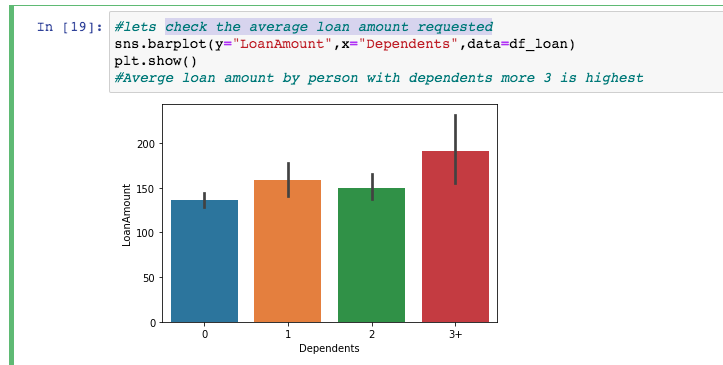 In [19]: #lets check the average loan amount requested
sns.barplot(y="LoanAmount",x="Dependents",data=df_loan)
plt.show()
#Averge loan amount by person with dependents more 3 is highest
200
150
100
50
0
LoanAmount
0 1 2 3+
Dependents